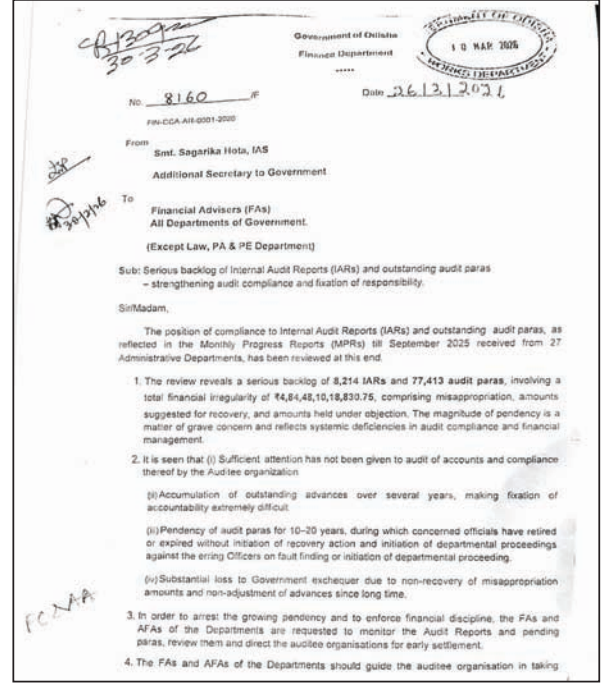 30-3-26
Government of Odisha
Finance Department
GOVERNMENT OF ODISHA
10 MAR 2026
WORKS DEPARTMENT
No. 8160 /F
Date 26|3|2021
FIN-CCA-AIII-0001-2020
From
Smt. Sagarika Hota, IAS
Additional Secretary to Government
30/3/26
To
Financial Advisers (FAs)
All Departments of Government.
(Except Law, PA & PE Department)
Sub: Serious backlog of Internal Audit Reports (IARs) and outstanding audit paras
– strengthening audit compliance and fixation of responsibility.
Sir/Madam,
The position of compliance to Internal Audit Reports (IARs) and outstanding audit paras, as
reflected in the Monthly Progress Reports (MPRs) till September 2025 received from 27
Administrative Departments, has been reviewed at this end.
1. The review reveals a serious backlog of 8,214 IARs and 77,413 audit paras, involving a
total financial irregularity of ₹4,84,48,10,18,830.75, comprising misappropriation, amounts
suggested for recovery, and amounts held under objection. The magnitude of pendency is a
matter of grave concern and reflects systemic deficiencies in audit compliance and financial
management.
2. It is seen that (i) Sufficient attention has not been given to audit of accounts and compliance
thereof by the Auditee organization
(ii) Accumulation of outstanding advances over several years, making fixation of
accountability extremely difficult
(iii) Pendency of audit paras for 10–20 years, during which concerned officials have retired
or expired without initiation of recovery action and initiation of departmental proceedings
against the erring Officers on fault finding or initiation of departmental proceeding.
(iv) Substantial loss to Government exchequer due to non-recovery of misappropriation
amounts and non-adjustment of advances since long time.
3. In order to arrest the growing pendency and to enforce financial discipline, the FAs and
AFAs of the Departments are requested to monitor the Audit Reports and pending
paras, review them and direct the auditee organisations for early settlement.
4. The FAs and AFAs of the Departments should guide the auditee organisation in taking